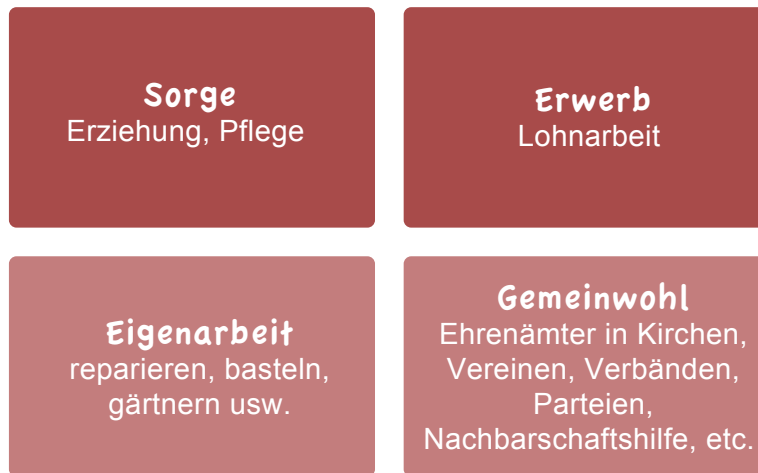 Sorge
Erziehung, Pflege
Erwerb
Lohnarbeit
Eigenarbeit
reparieren, basteln,
gärtnern usw.
Gemeinwohl
Ehrenämter in Kirchen,
Vereinen, Verbänden,
Parteien,
Nachbarschaftshilfe, etc.